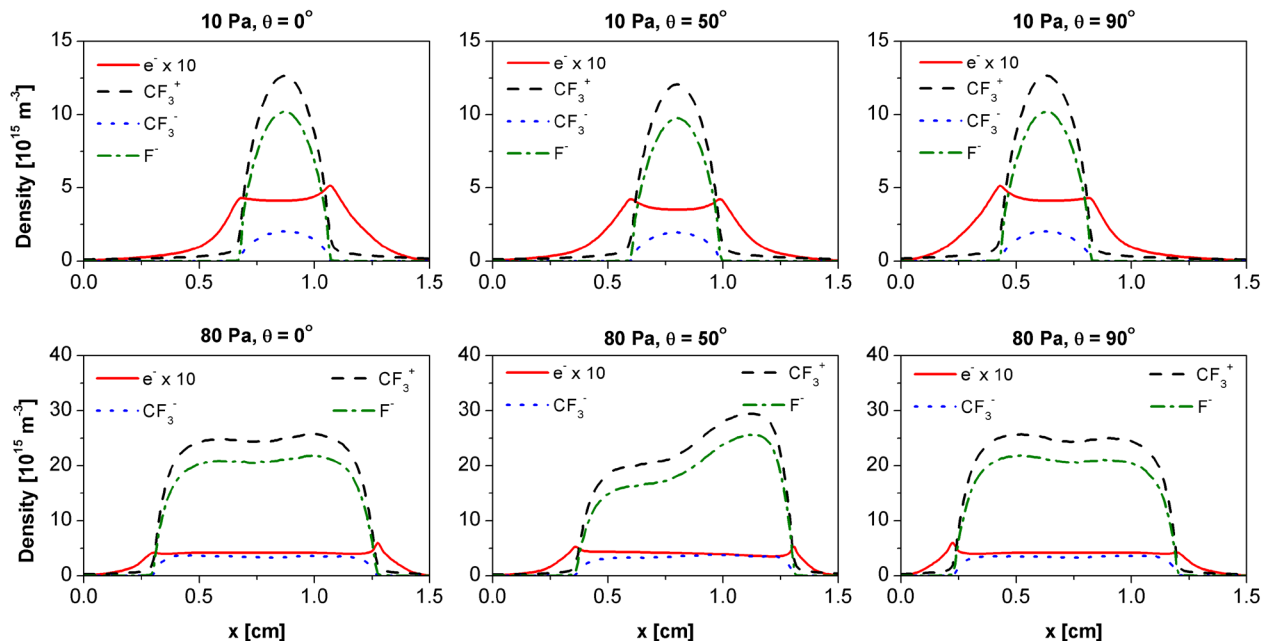 10 Pa, θ = 0°
10 Pa, θ = 50°
10 Pa, θ = 90°
Density [10¹⁵ m⁻³]
15
10
5
0
e⁻ x 10
CF₃⁺
CF₃⁻
F⁻
0.0 0.5 1.0 1.5
15
10
5
0
e⁻ x 10
CF₃⁺
CF₃⁻
F⁻
0.0 0.5 1.0 1.5
15
10
5
0
e⁻ x 10
CF₃⁺
CF₃⁻
F⁻
0.0 0.5 1.0 1.5
80 Pa, θ = 0°
80 Pa, θ = 50°
80 Pa, θ = 90°
Density [10¹⁵ m⁻³]
40
30
20
10
0
e⁻ x 10 CF₃⁺
CF₃⁻ F⁻
0.0 0.5 1.0 1.5
x [cm]
40
30
20
10
0
e⁻ x 10 CF₃⁺
CF₃⁻ F⁻
0.0 0.5 1.0 1.5
x [cm]
40
30
20
10
0
e⁻ x 10 CF₃⁺
CF₃⁻ F⁻
0.0 0.5 1.0 1.5
x [cm]